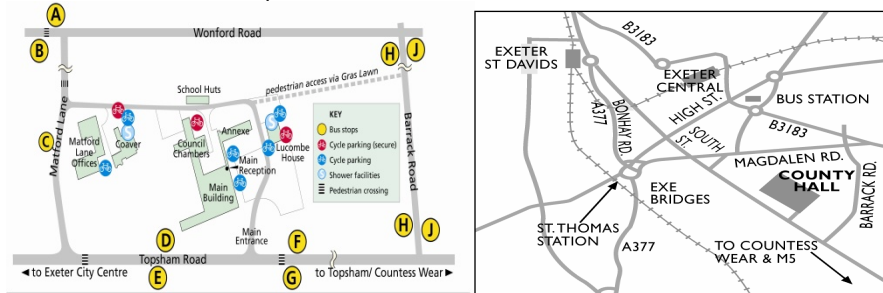 A
Wonford Road
B
H
J
pedestrian access via Gras Lawn
School Huts
KEY
Bus stops
Cycle parking (secure)
Cycle parking
Shower facilities
Pedestrian crossing
Matford Lane
C
Matford
Lane
Offices
Coaver
Council
Chambers
Annexe
Lucombe
House
Main
Reception
Main
Building
Barrack Road
S
S
Main
Entrance
D
F
H
J
Topsham Road
E
G
to Exeter City Centre
to Topsham/ Countess Wear
EXETER
ST DAVIDS
B3183
EXETER
CENTRAL
A377
BONHAY RD.
HIGH ST.
BUS STATION
SOUTH
ST.
B3183
MAGDALEN RD.
COUNTY
HALL
BARRACK RD.
EXE
BRIDGES
ST. THOMAS
STATION
A377
TO COUNTESS
WEAR & M5